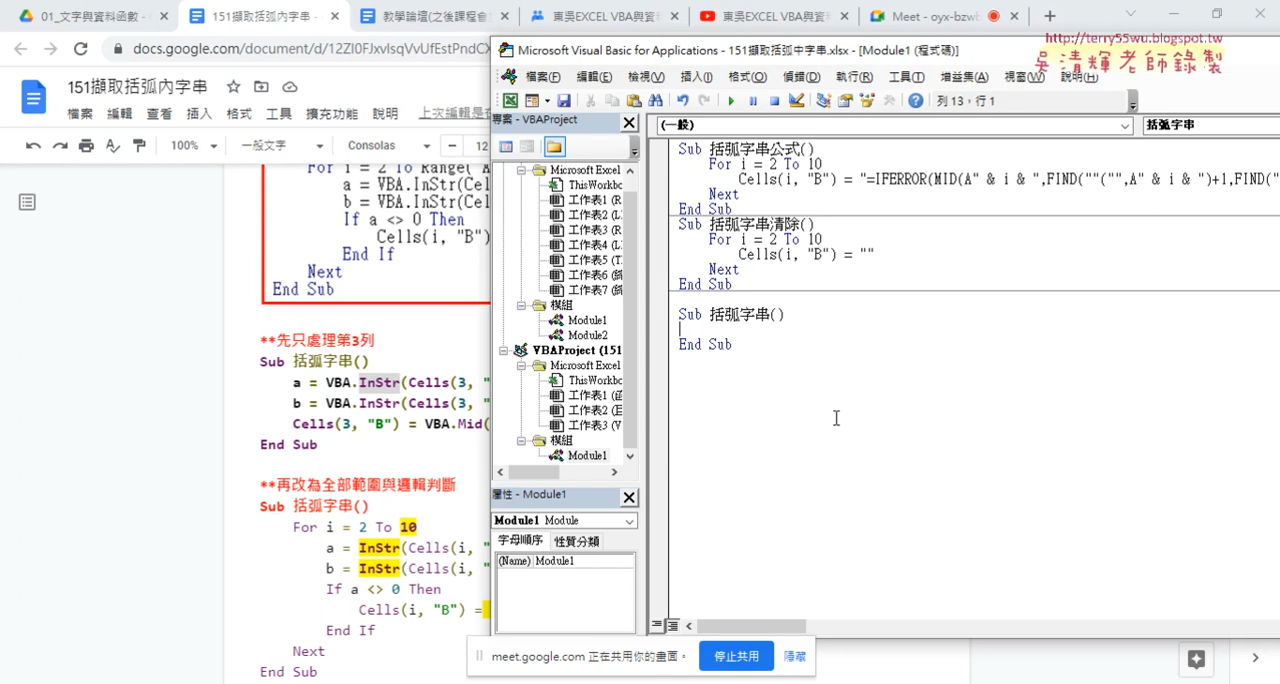 01_文字與資料函數 -
151擷取括弧內字串 -
教學論壇(之後課程會
東吳EXCEL VBA與資
東吳EXCEL VBA與資料
Meet - oyx-bzwb
docs.google.com/document/d/12ZI0FJxvIsqVvUfEstPndCX
http://terry55wu.blogspot.tw
吳清輝老師錄製
151擷取括弧內字串
檔案 編輯 查看 插入 格式 工具 擴充功能 說明 上次編輯是在
100% 一般文字 Consolas 12
For i = 2 To Range("A
a = VBA.InStr(Cel
b = VBA.InStr(Cel
If a <> 0 Then
Cells(i, "B")
End If
Next
End Sub
**先只處理第3列
Sub 括弧字串()
a = VBA.InStr(Cells(3, "
b = VBA.InStr(Cells(3, "
Cells(3, "B") = VBA.Mid(
End Sub
**再改為全部範圍與邏輯判斷
Sub 括弧字串()
For i = 2 To 10
a = InStr(Cells(i, "
b = InStr(Cells(i, "
If a <> 0 Then
Cells(i, "B") =
End If
Next
End Sub
Microsoft Visual Basic for Applications - 151擷取括弧中字串.xlsx - [Module1 (程式碼)]
檔案(F) 編輯(E) 檢視(V) 插入(I) 格式(O) 偵錯(D) 執行(R) 工具(T) 增益集(A) 視窗(W) 說明(H)
列 13，行 1
專案 - VBAProject
Microsoft Excel
ThisWorkbo
工作表1 (R
工作表2 (L
工作表3 (R
工作表4 (L
工作表5 (T
工作表6 (師
工作表7 (師
模組
Module1
Module2
VBAProject (151
Microsoft Excel
ThisWorkbo
工作表1 (函
工作表2 (E
工作表3 (V
模組
Module1
屬性 - Module1
Module1 Module
字母順序 性質分類
(Name) Module1
(一般) 括弧字串
Sub 括弧字串公式()
For i = 2 To 10
Cells(i, "B") = "=IFERROR(MID(A" & i & ",FIND(""("",A" & i & ")+1,FIND("
Next
End Sub
Sub 括弧字串清除()
For i = 2 To 10
Cells(i, "B") = ""
Next
End Sub
Sub 括弧字串()
End Sub
meet.google.com 正在共用你的畫面。 停止共用 隱藏